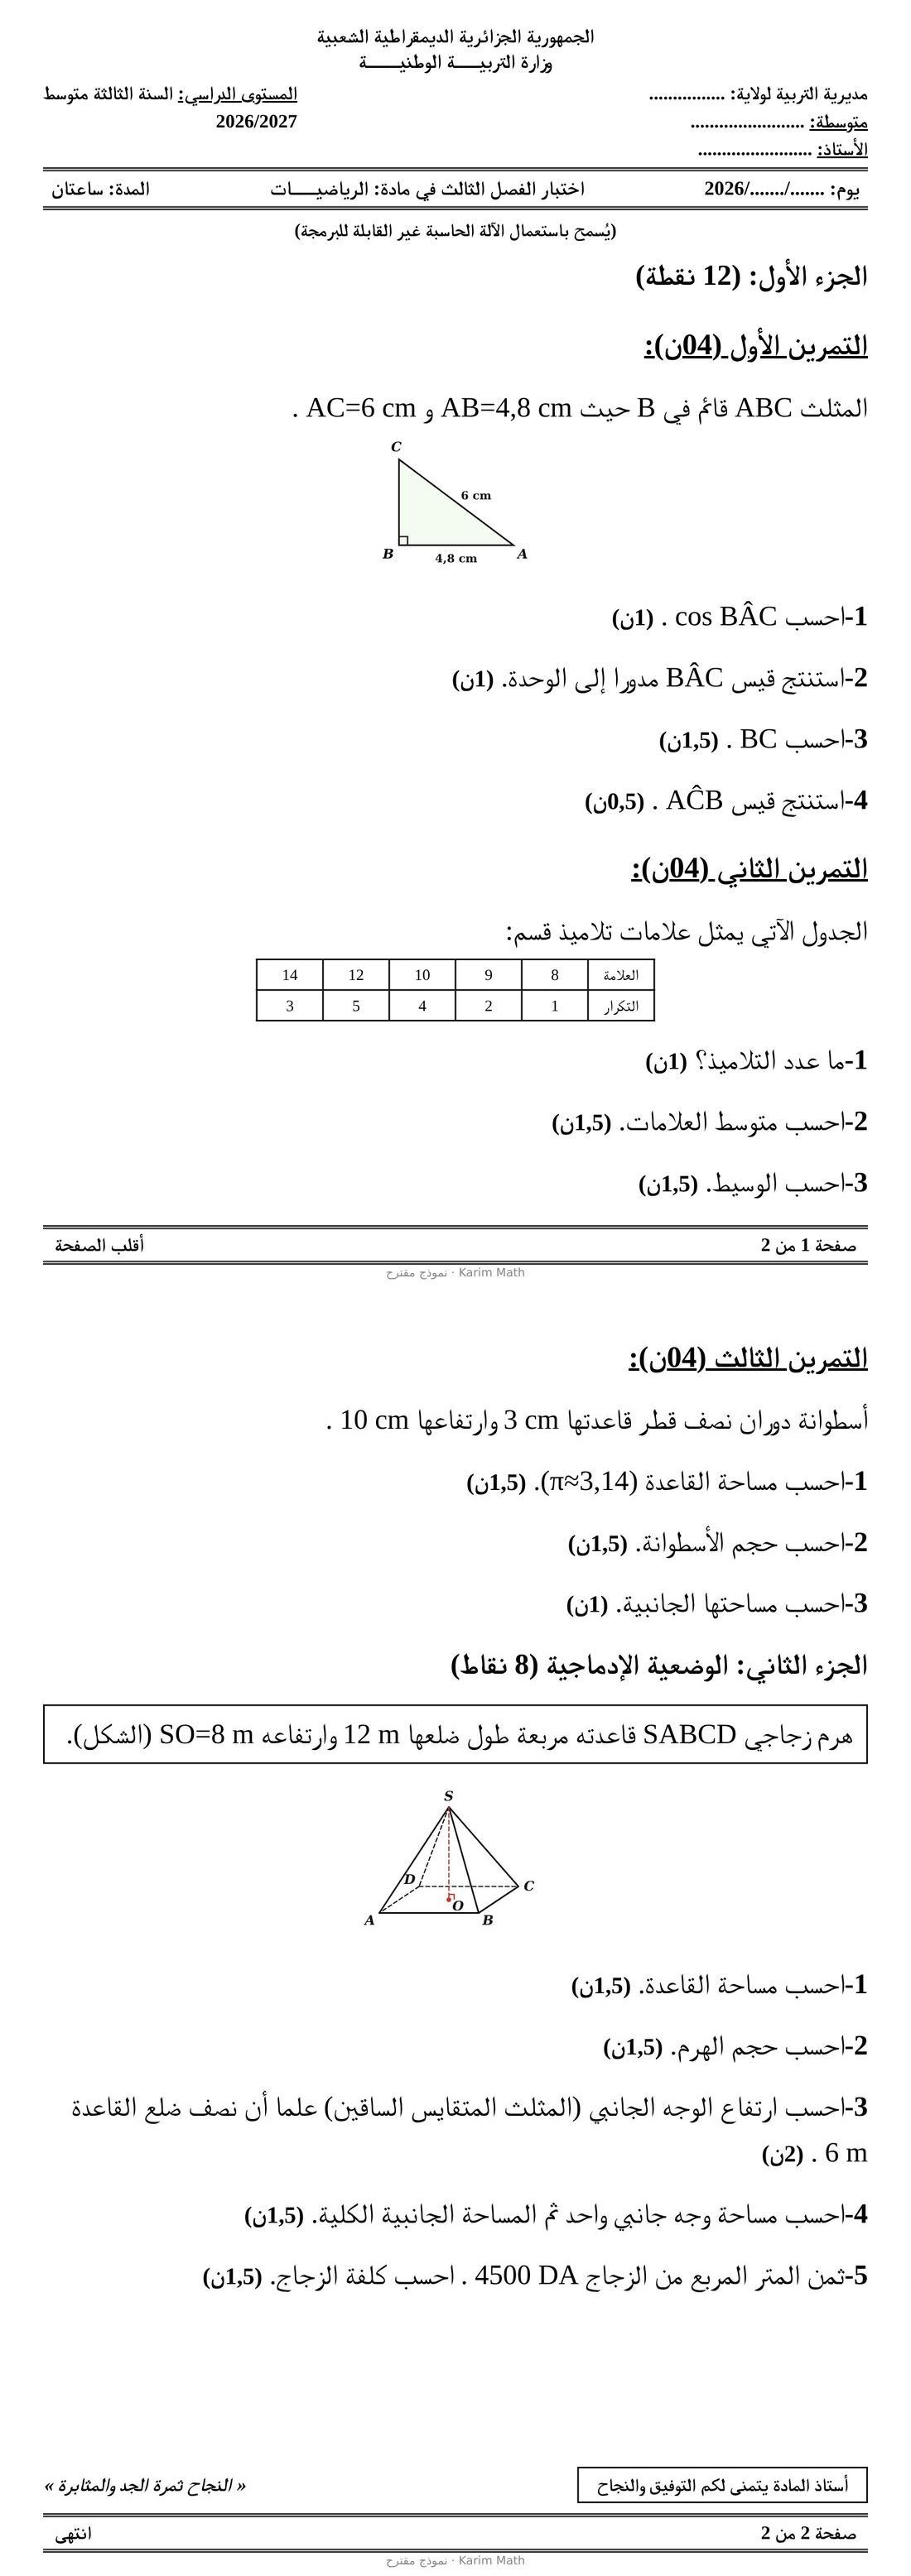 الجمهورية الجزائرية الديمقراطية الشعبية
وزارة التربيـــــة الوطنيـــــــة
مديرية التربية لولاية: ................
المستوى الدراسي: السنة الثالثة متوسط
متوسطة: ........................
2026/2027
الأستاذ: ........................
يوم: ......./......./2026
اختبار الفصل الثالث في مادة: الرياضيـــــات
المدة: ساعتان
(يُسمح باستعمال الآلة الحاسبة غير القابلة للبرمجة)
الجزء الأول: (12 نقطة)
التمرين الأول (04ن):
المثلث ABC قائم في B حيث AB=4,8 cm و AC=6 cm .
C
6 cm
B
4,8 cm
A
1-احسب cos BÂC . (1ن)
2-استنتج قيس BÂC مدورا إلى الوحدة. (1ن)
3-احسب BC . (1,5ن)
4-استنتج قيس AĈB . (0,5ن)
التمرين الثاني (04ن):
الجدول الآتي يمثل علامات تلاميذ قسم:
العلامة 8 9 10 12 14
التكرار 1 2 4 5 3
1-ما عدد التلاميذ؟ (1ن)
2-احسب متوسط العلامات. (1,5ن)
3-احسب الوسيط. (1,5ن)
صفحة 1 من 2
أقلب الصفحة
Karim Math · نموذج مقترح
التمرين الثالث (04ن):
أسطوانة دوران نصف قطر قاعدتها 3 cm وارتفاعها 10 cm .
1-احسب مساحة القاعدة (π≈3,14). (1,5ن)
2-احسب حجم الأسطوانة. (1,5ن)
3-احسب مساحتها الجانبية. (1ن)
الجزء الثاني: الوضعية الإدماجية (8 نقاط)
هرم زجاجي SABCD قاعدته مربعة طول ضلعها 12 m وارتفاعه SO=8 m (الشكل).
S
D
C
O
A
B
1-احسب مساحة القاعدة. (1,5ن)
2-احسب حجم الهرم. (1,5ن)
3-احسب ارتفاع الوجه الجانبي (المثلث المتقايس الساقين) علما أن نصف ضلع القاعدة
6 m . (2ن)
4-احسب مساحة وجه جانبي واحد ثم المساحة الجانبية الكلية. (1,5ن)
5-ثمن المتر المربع من الزجاج 4500 DA . احسب كلفة الزجاج. (1,5ن)
أستاذ المادة يتمنى لكم التوفيق والنجاح
« النجاح ثمرة الجد والمثابرة »
صفحة 2 من 2
انتهى
Karim Math · نموذج مقترح